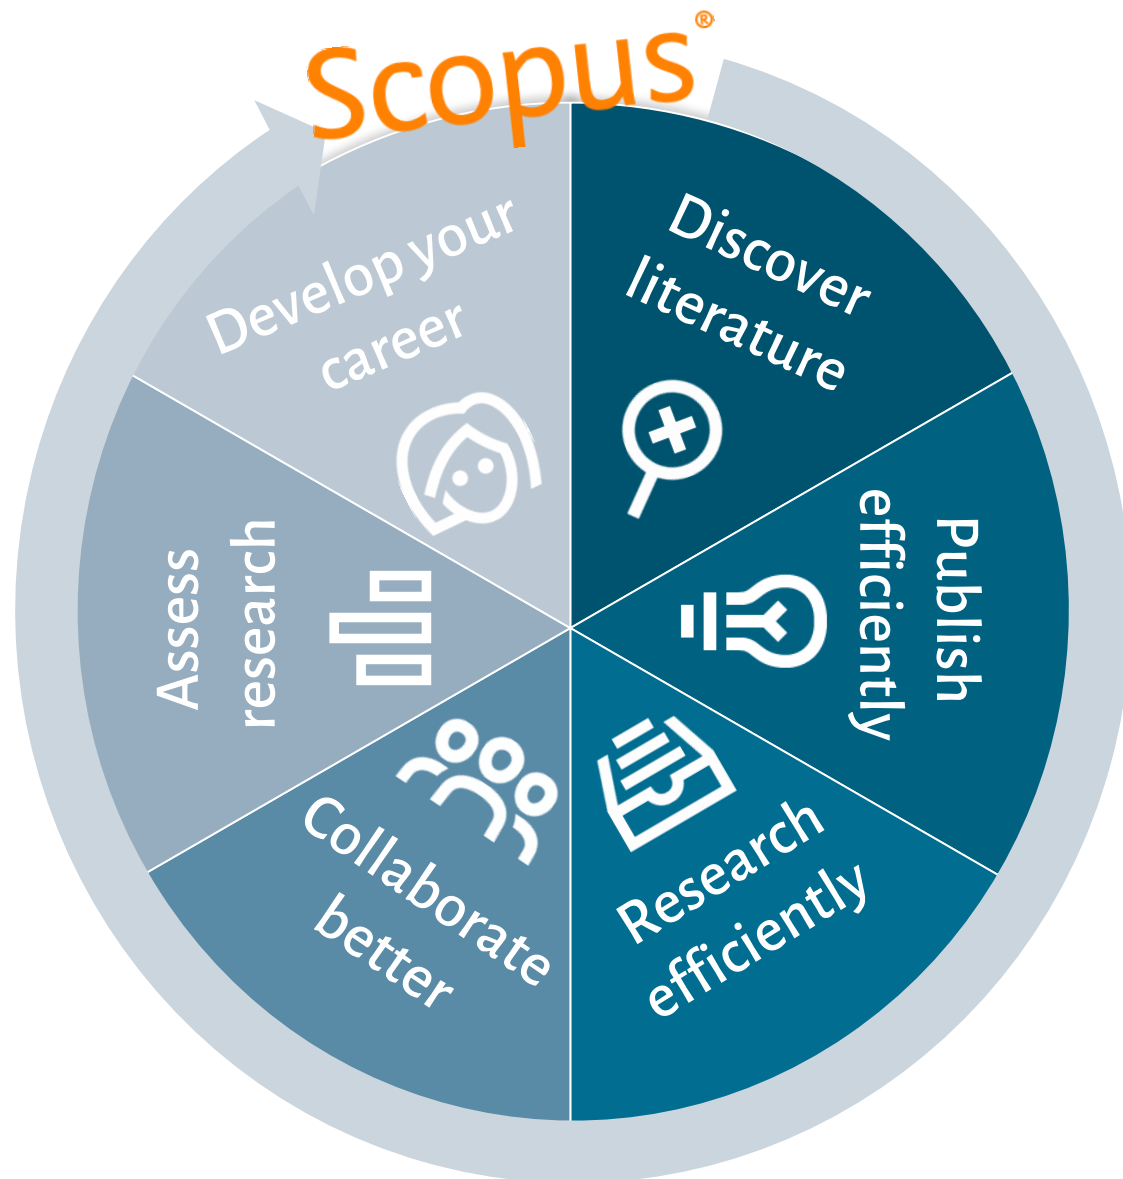 Scopus®
Discover
literature
Publish
efficiently
Research
efficiently
Collaborate
better
Assess
research
Develop your
career